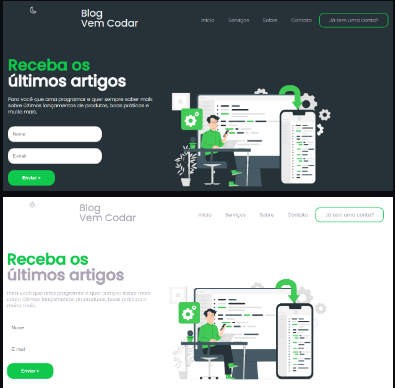 Blog
Vem Codar
Início
Serviços
Sobre
Contato
Já tem uma conta?
Receba os
últimos artigos
Para você que ama programar e quer sempre saber mais
sobre últimos lançamentos de produtos, boas práticas e
muito mais.
Nome
E-mail
Enviar >
Blog
Vem Codar
Início
Serviços
Sobre
Contato
Já tem uma conta?
Receba os
últimos artigos
Para você que ama programar e quer sempre saber mais
sobre últimos lançamentos de produtos, boas práticas e
muito mais.
Nome
E-mail
Enviar >